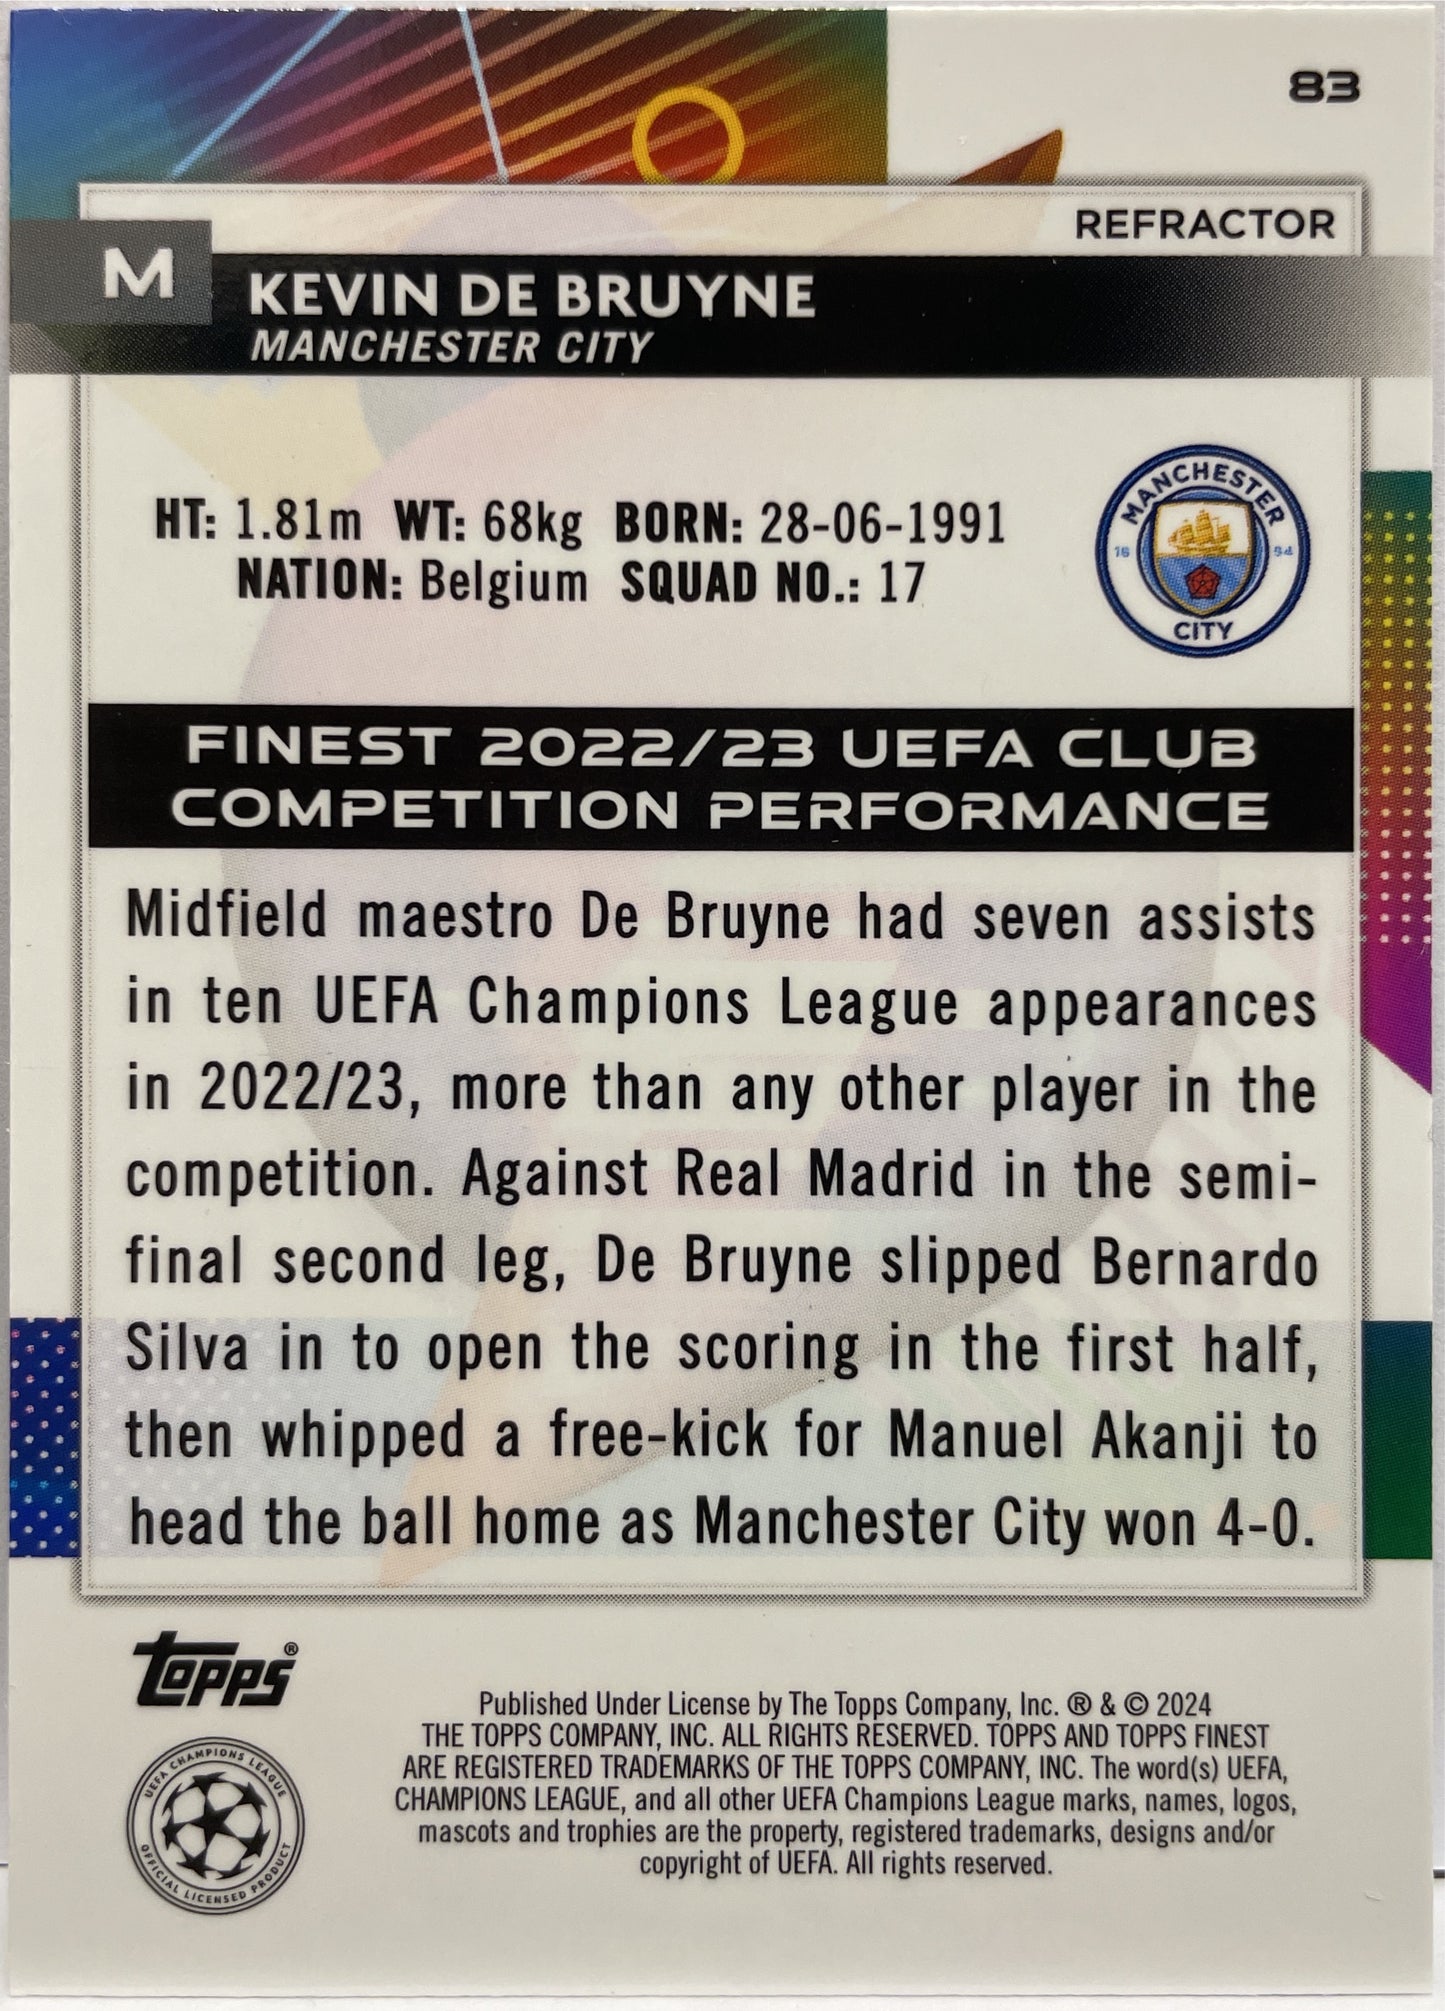 83
REFRACTOR
M
KEVIN DE BRUYNE
MANCHESTER CITY
HT: 1.81m WT: 68kg BORN: 28-06-1991
NATION: Belgium SQUAD NO.: 17
MANCHESTER
18 94
CITY
FINEST 2022/23 UEFA CLUB
COMPETITION PERFORMANCE
Midfield maestro De Bruyne had seven assists
in ten UEFA Champions League appearances
in 2022/23, more than any other player in the
competition. Against Real Madrid in the semi-
final second leg, De Bruyne slipped Bernardo
Silva in to open the scoring in the first half,
then whipped a free-kick for Manuel Akanji to
head the ball home as Manchester City won 4-0.
TOPPS®
UEFA CHAMPIONS LEAGUE
OFFICIAL LICENSED PRODUCT
Published Under License by The Topps Company, Inc. ® & © 2024
THE TOPPS COMPANY, INC. ALL RIGHTS RESERVED. TOPPS AND TOPPS FINEST
ARE REGISTERED TRADEMARKS OF THE TOPPS COMPANY, INC. The word(s) UEFA,
CHAMPIONS LEAGUE, and all other UEFA Champions League marks, names, logos,
mascots and trophies are the property, registered trademarks, designs and/or
copyright of UEFA. All rights reserved.